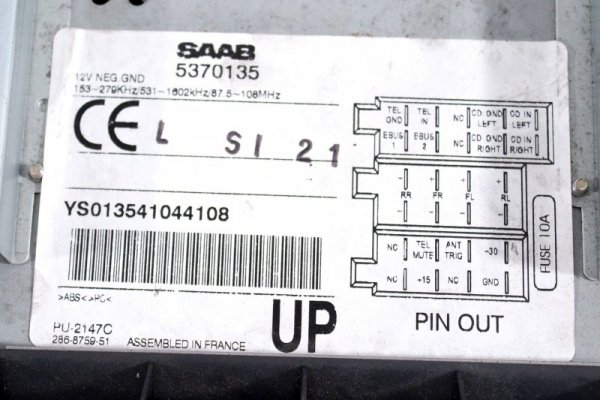 SAAB
5370135
12V NEG GND
153-279KHz/531-1602kHz/87.5-108MHz
CE L SI 21
YS013541044108
>ABS<>PC<
PU-2147C
286-8759-51 ASSEMBLED IN FRANCE
UP
TEL GND TEL IN NC CD GND LEFT CD IN LEFT
EBUS 1 EBUS 2 NC CD GND RIGHT CD IN RIGHT
+ + + +
RR FR FL RL
- - - -
NC TEL MUTE ANT TRIG -30
NC +15 NC GND
FUSE 10A
PIN OUT